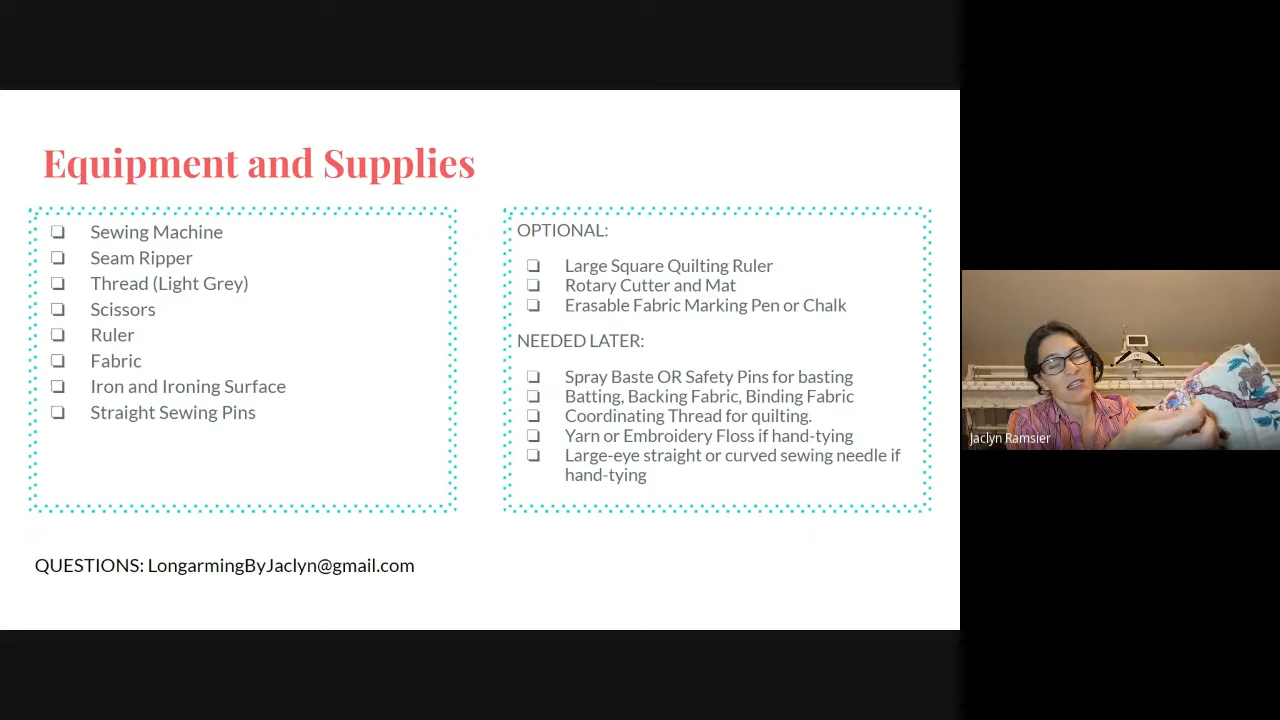 Equipment and Supplies
Sewing Machine
Seam Ripper
Thread (Light Grey)
Scissors
Ruler
Fabric
Iron and Ironing Surface
Straight Sewing Pins
OPTIONAL:
Large Square Quilting Ruler
Rotary Cutter and Mat
Erasable Fabric Marking Pen or Chalk
NEEDED LATER:
Spray Baste OR Safety Pins for basting
Batting, Backing Fabric, Binding Fabric
Coordinating Thread for quilting.
Yarn or Embroidery Floss if hand-tying
Large-eye straight or curved sewing needle if
hand-tying
QUESTIONS: LongarmingByJaclyn@gmail.com
Jaclyn Ramsier